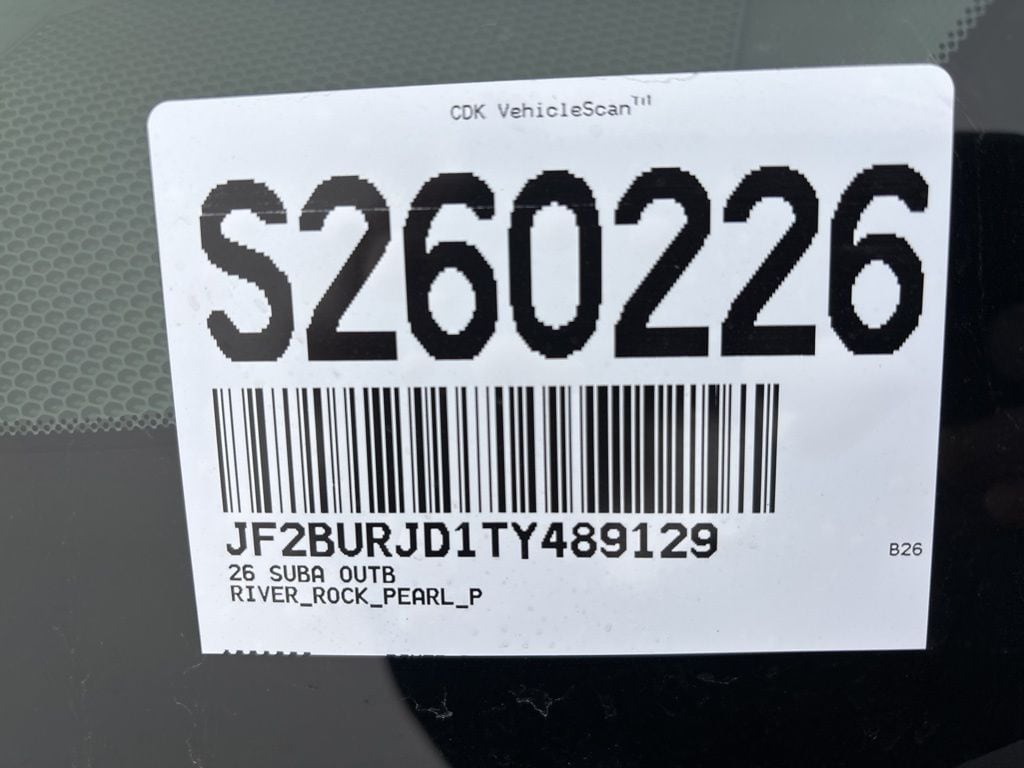 CDK VehicleScan™
S260226
JF2BURJD1TY489129
B26
26 SUBA OUTB
RIVER_ROCK_PEARL_P